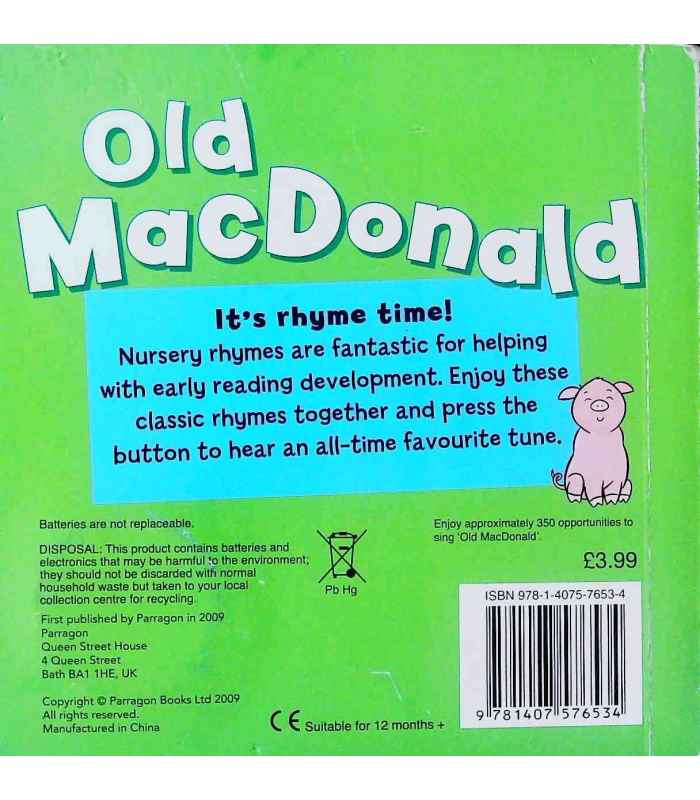 Old
MacDonald
It's rhyme time!
Nursery rhymes are fantastic for helping
with early reading development. Enjoy these
classic rhymes together and press the
button to hear an all-time favourite tune.
Batteries are not replaceable.
DISPOSAL: This product contains batteries and
electronics that may be harmful to the environment;
they should not be discarded with normal
household waste but taken to your local
collection centre for recycling.
Pb Hg
Enjoy approximately 350 opportunities to
sing 'Old MacDonald'.
£3.99
First published by Parragon in 2009
Parragon
Queen Street House
4 Queen Street
Bath BA1 1HE, UK
Copyright © Parragon Books Ltd 2009
All rights reserved.
Manufactured in China
CE Suitable for 12 months +
ISBN 978-1-4075-7653-4
9 781407 576534